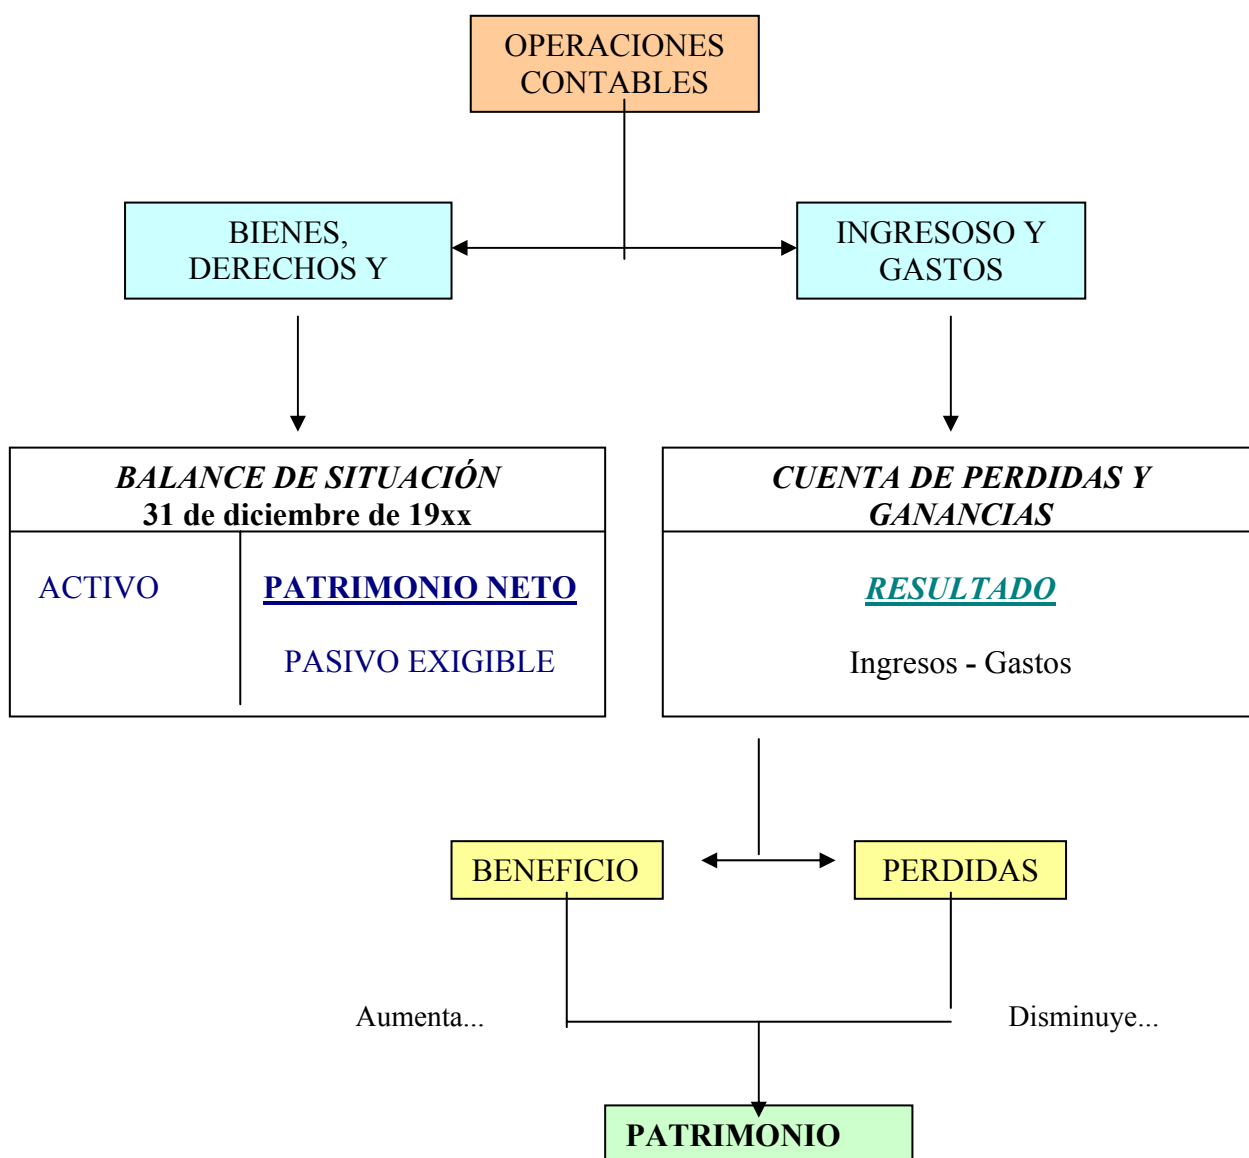 OPERACIONES
CONTABLES
BIENES,
DERECHOS Y
INGRESOSO Y
GASTOS
BALANCE DE SITUACIÓN
31 de diciembre de 19xx
ACTIVO
PATRIMONIO NETO
PASIVO EXIGIBLE
CUENTA DE PERDIDAS Y
GANANCIAS
RESULTADO
Ingresos - Gastos
BENEFICIO
PERDIDAS
Aumenta...
Disminuye...
PATRIMONIO